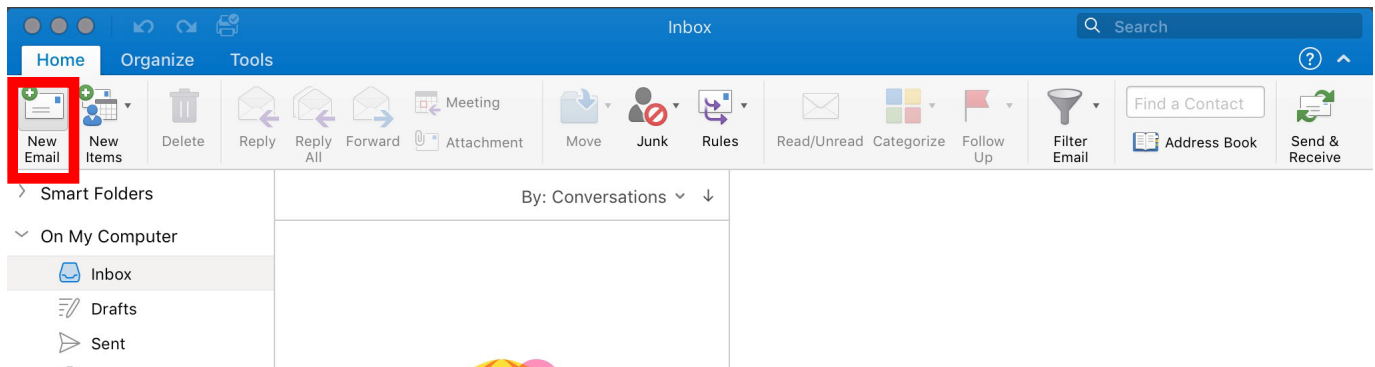 Inbox
Search
Home Organize Tools
New Email
New Items
Delete
Reply
Reply All
Forward
Meeting
Attachment
Move
Junk
Rules
Read/Unread
Categorize
Follow Up
Filter Email
Find a Contact
Address Book
Send & Receive
Smart Folders
By: Conversations
On My Computer
Inbox
Drafts
Sent